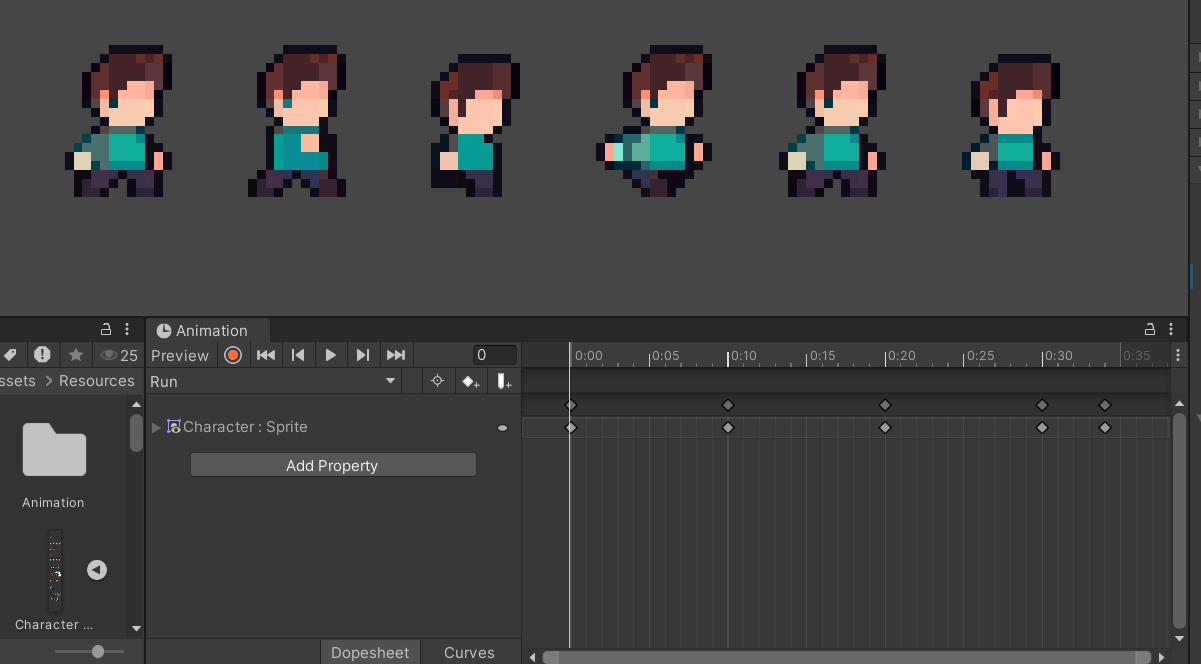 Animation
25
Preview
0
0:00
0:05
0:10
0:15
0:20
0:25
0:30
0:35
ssets > Resources
Run
Character : Sprite
Add Property
Animation
Character ...
Dopesheet
Curves